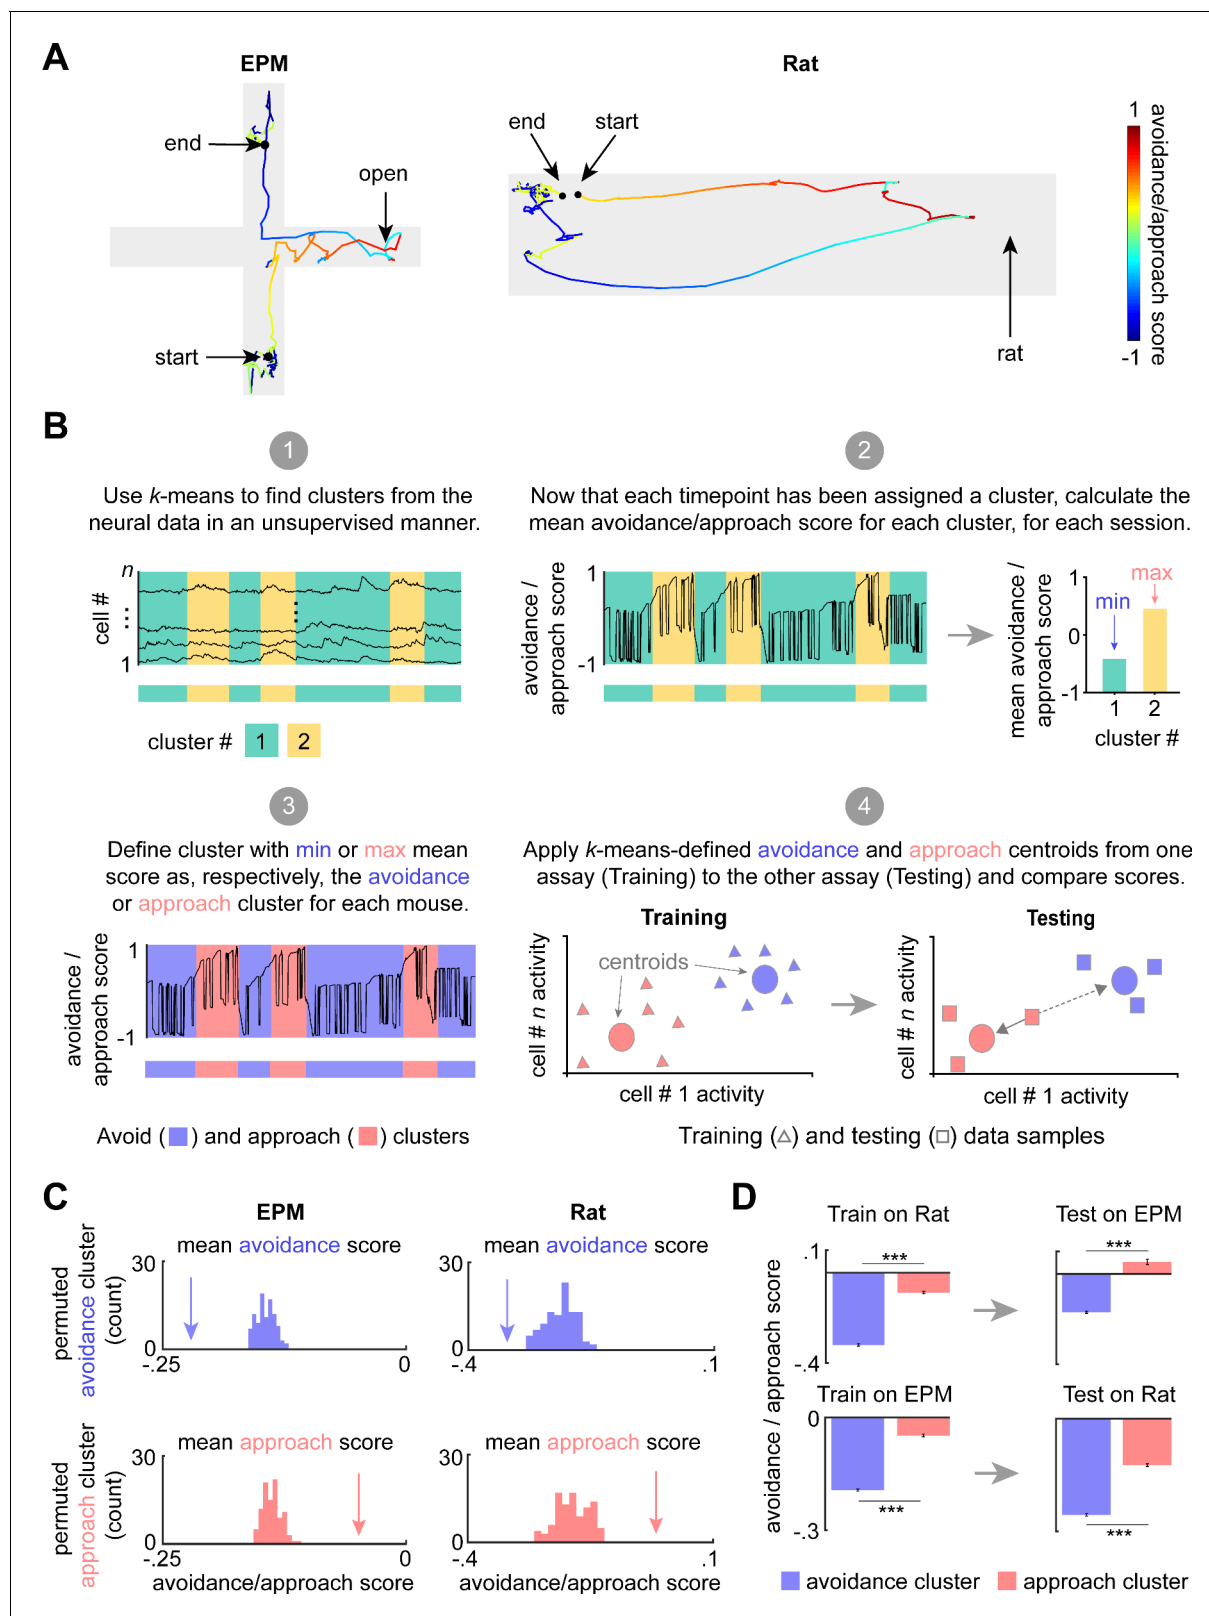 A
EPM
Rat
end
open
start
end
start
rat
1
avoidance/approach score
-1
B
1
Use k-means to find clusters from the
neural data in an unsupervised manner.
n
cell #
1
cluster #
1
2
2
Now that each timepoint has been assigned a cluster, calculate the
mean avoidance/approach score for each cluster, for each session.
avoidance /
approach score
1
-1
mean avoidance /
approach score
1
0
-1
min
max
1
2
cluster #
3
Define cluster with min or max mean
score as, respectively, the avoidance
or approach cluster for each mouse.
avoidance /
approach score
1
-1
Avoid ( ) and approach ( ) clusters
4
Apply k-means-defined avoidance and approach centroids from one
assay (Training) to the other assay (Testing) and compare scores.
Training
centroids
cell # n activity
cell # 1 activity
Testing
cell # n activity
cell # 1 activity
Training (△) and testing (□) data samples
C
EPM
Rat
permuted
avoidance cluster
(count)
mean avoidance score
30
0
-.25
0
mean avoidance score
30
0
-.4
.1
permuted
approach cluster
(count)
mean approach score
30
0
-.25
0
avoidance/approach score
mean approach score
30
0
-.4
.1
avoidance/approach score
D
Train on Rat
Test on EPM
avoidance / approach score
.1
-.4
***
***
Train on EPM
Test on Rat
0
-.3
***
***
avoidance cluster
approach cluster